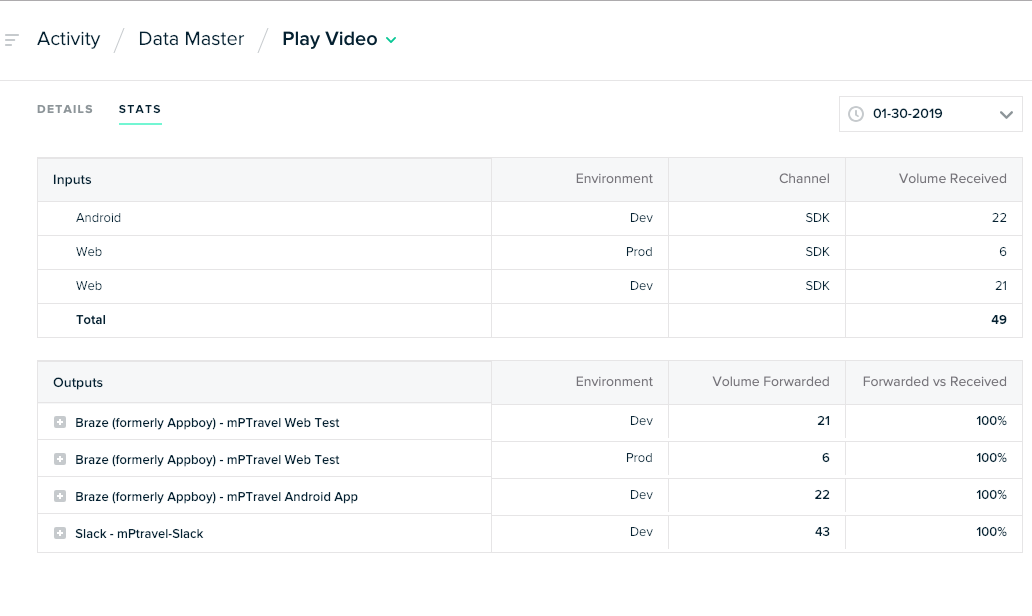 Activity / Data Master / Play Video
DETAILS STATS
01-30-2019
Inputs Environment Channel Volume Received
Android Dev SDK 22
Web Prod SDK 6
Web Dev SDK 21
Total 49
Outputs Environment Volume Forwarded Forwarded vs Received
Braze (formerly Appboy) - mPTravel Web Test Dev 21 100%
Braze (formerly Appboy) - mPTravel Web Test Prod 6 100%
Braze (formerly Appboy) - mPTravel Android App Dev 22 100%
Slack - mPtravel-Slack Dev 43 100%